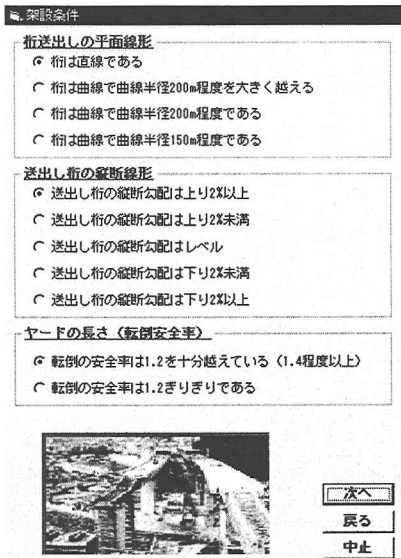 架設条件
桁送出しの平面線形
桁は直線である
桁は曲線で曲線半径200m程度を大きく越える
桁は曲線で曲線半径200m程度である
桁は曲線で曲線半径150m程度である
送出し桁の縦断線形
送出し桁の縦断勾配は上り2%以上
送出し桁の縦断勾配は上り2%未満
送出し桁の縦断勾配はレベル
送出し桁の縦断勾配は下り2%未満
送出し桁の縦断勾配は下り2%以上
ヤードの長さ（転倒安全率）
転倒の安全率は1.2を十分越えている（1.4程度以上）
転倒の安全率は1.2ぎりぎりである
次へ
戻る
中止